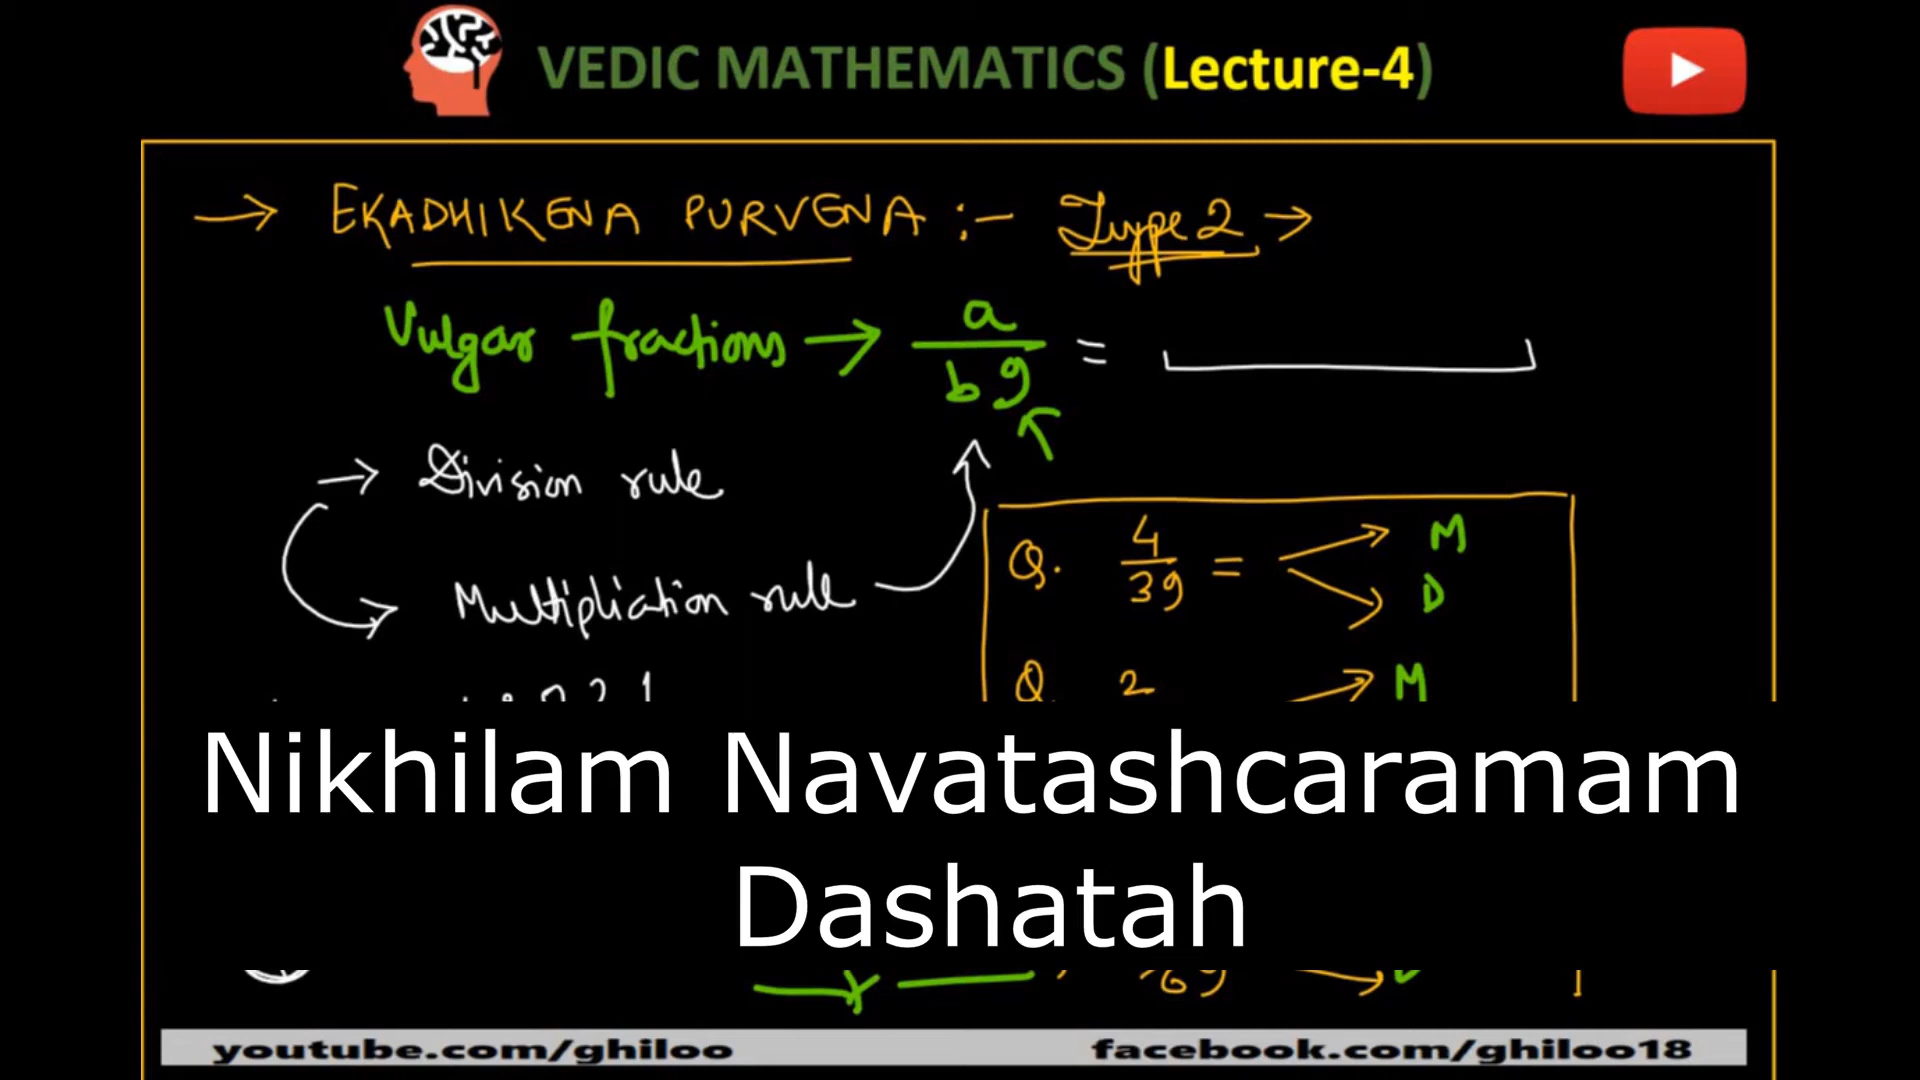 VEDIC MATHEMATICS (Lecture-4)
→ EKADHIKENA PURVENA :- Type 2 →
Vulgar fractions → a/b9 =
→ Division rule
→ Multipliation rule
Q. 4/39 = M
D
Q 2 M
Nikhilam Navatashcaramam
Dashatah
youtube.com/ghiloo facebook.com/ghiloo18